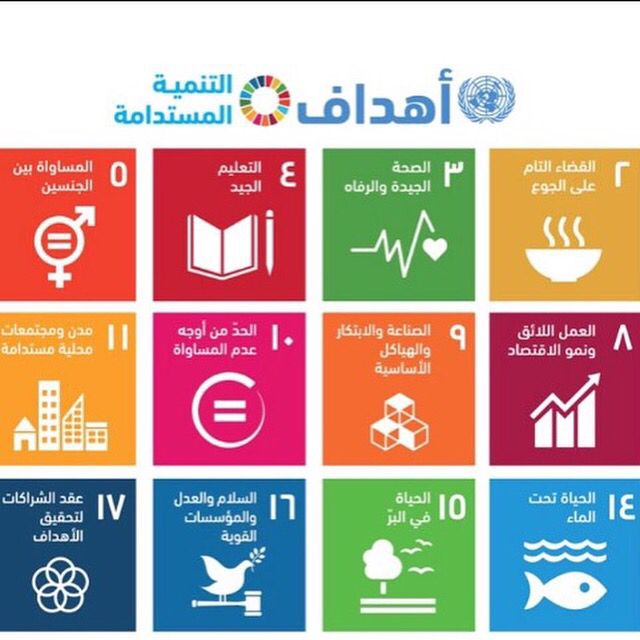 أهداف
التنمية
المستدامة
٢
القضاء التام
على الجوع
٣
الصحة
الجيدة والرفاه
٤
التعليم
الجيد
٥
المساواة بين
الجنسين
٨
العمل اللائق
ونمو الاقتصاد
٩
الصناعة والابتكار
والهياكل
الأساسية
١٠
الحدّ من أوجه
عدم المساواة
١١
مدن ومجتمعات
محلية مستدامة
١٤
الحياة تحت
الماء
١٥
الحياة
في البرّ
١٦
السلام والعدل
والمؤسسات
القوية
١٧
عقد الشراكات
لتحقيق
الأهداف